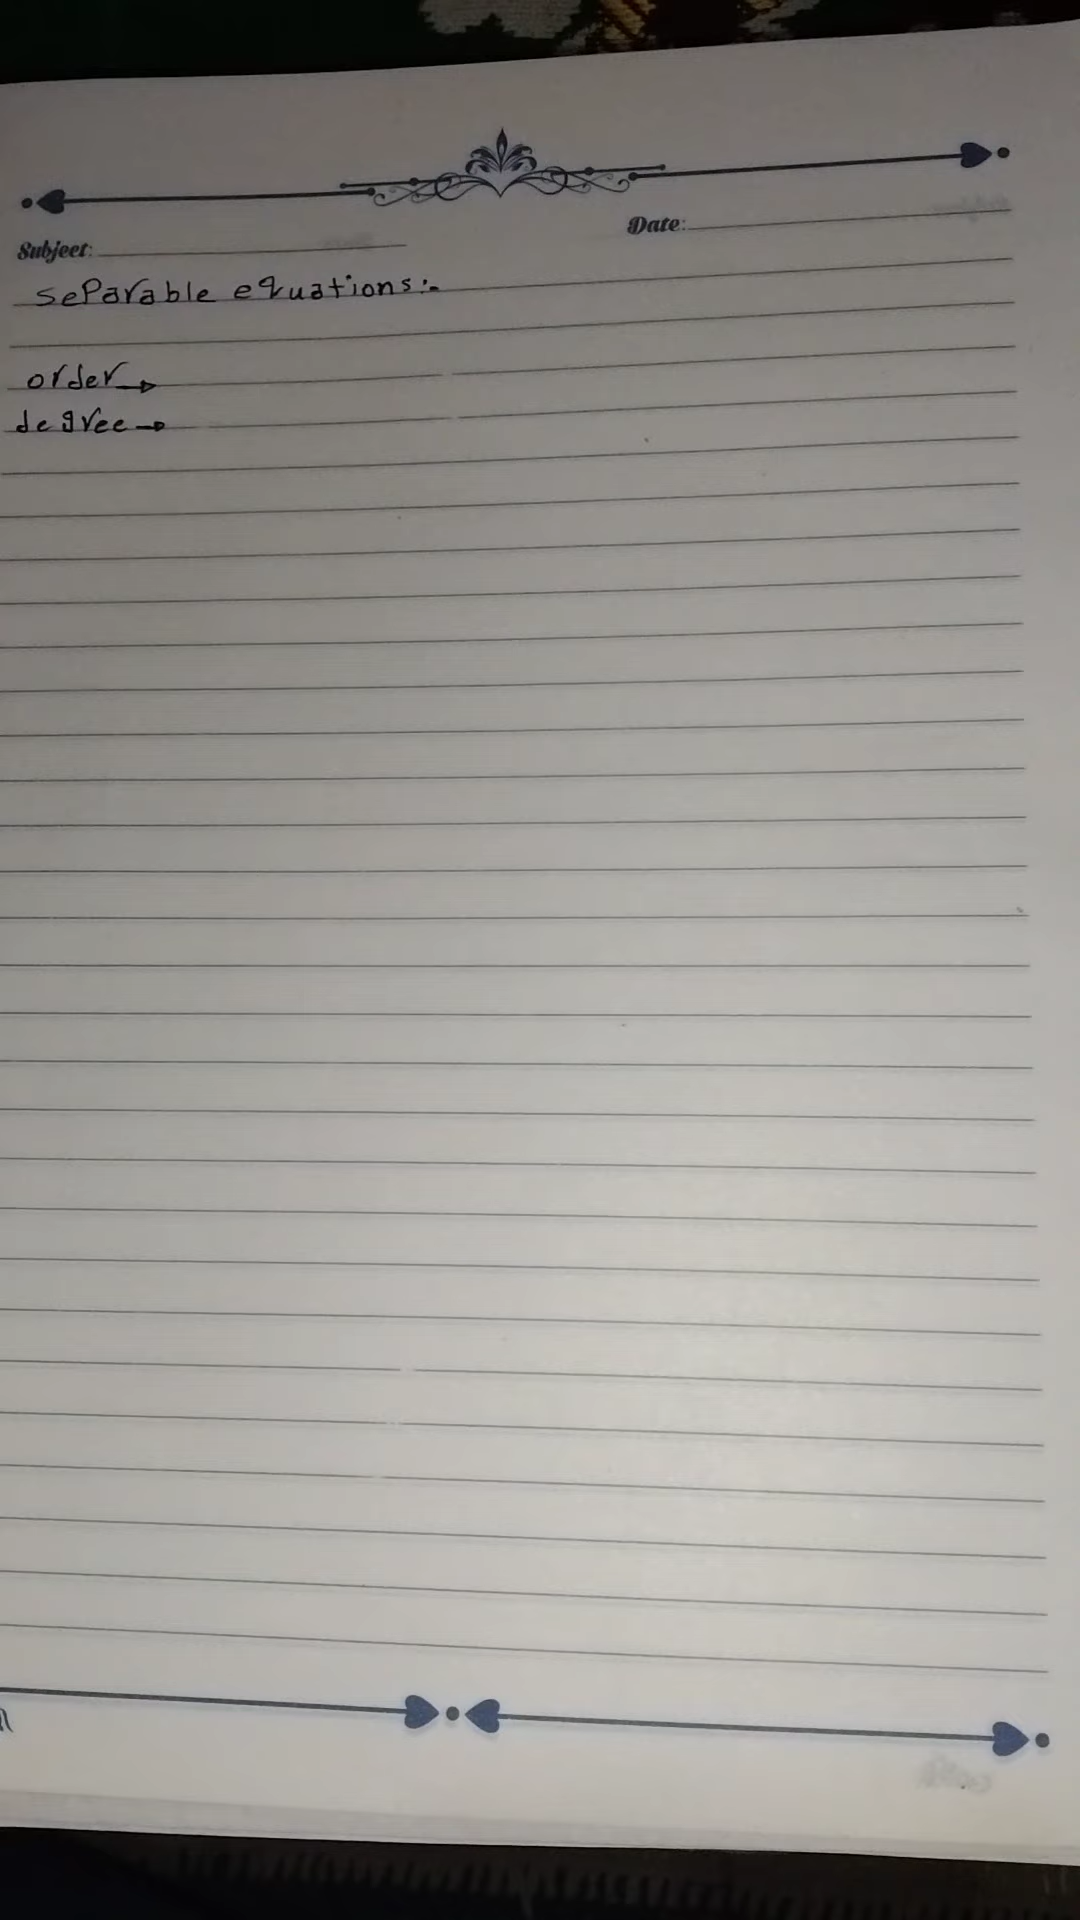 Subject:
Date:
separable equations:-
order→
degree→